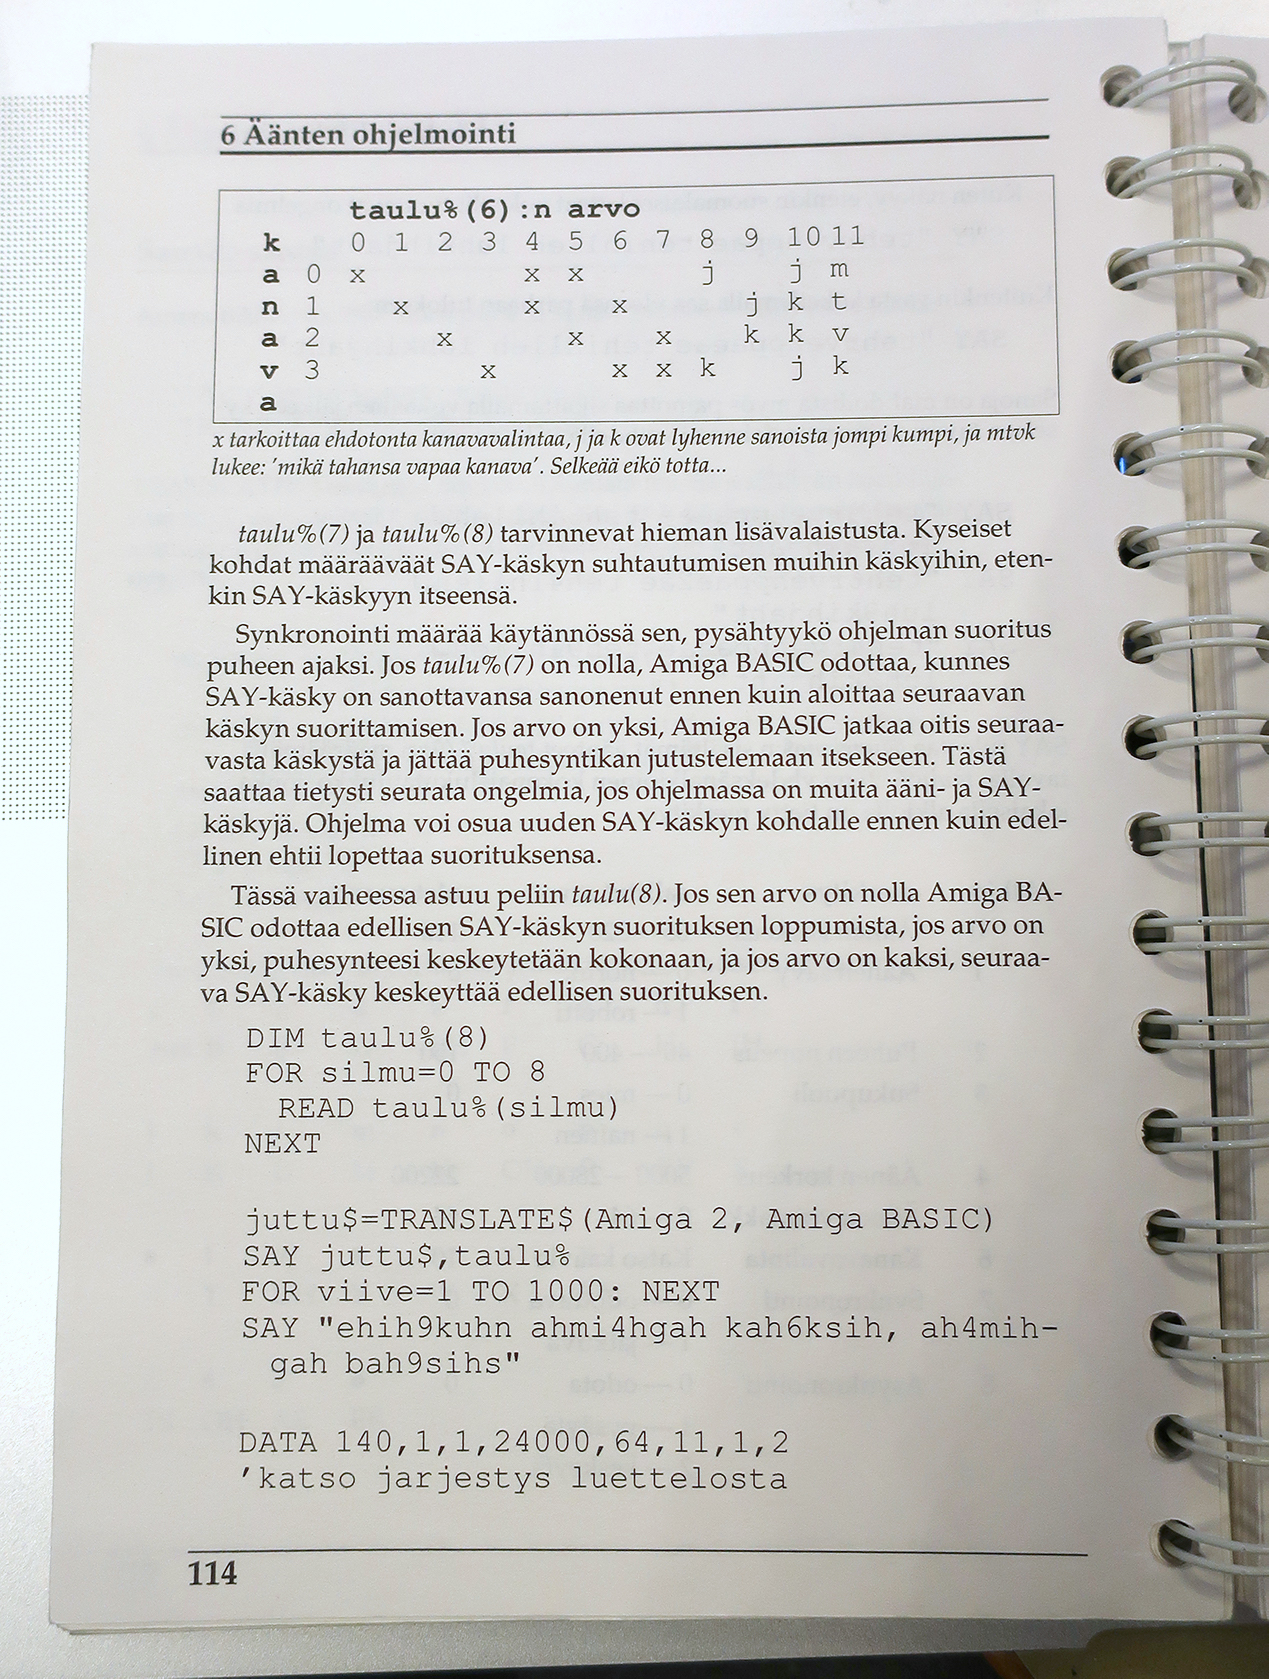 6 Äänten ohjelmointi
taulu%(6):n arvo
k 0 1 2 3 4 5 6 7 8 9 10 11
a 0 x x x j j m
n 1 x x x j k t
a 2 x x x k k v
v 3 x x x k j k
a
x tarkoittaa ehdotonta kanavavalintaa, j ja k ovat lyhenne sanoista jompi kumpi, ja mtvk
lukee: 'mikä tahansa vapaa kanava'. Selkeää eikö totta...
taulu%(7) ja taulu%(8) tarvinnevat hieman lisävalaistusta. Kyseiset
kohdat määrääväät SAY-käskyn suhtautumisen muihin käskyihin, eten-
kin SAY-käskyyn itseensä.
Synkronointi määrää käytännössä sen, pysähtyykö ohjelman suoritus
puheen ajaksi. Jos taulu%(7) on nolla, Amiga BASIC odottaa, kunnes
SAY-käsky on sanottavansa sanonenut ennen kuin aloittaa seuraavan
käskyn suorittamisen. Jos arvo on yksi, Amiga BASIC jatkaa oitis seuraa-
vasta käskystä ja jättää puhesyntikan jutustelemaan itsekseen. Tästä
saattaa tietysti seurata ongelmia, jos ohjelmassa on muita ääni- ja SAY-
käskyjä. Ohjelma voi osua uuden SAY-käskyn kohdalle ennen kuin edel-
linen ehtii lopettaa suorituksensa.
Tässä vaiheessa astuu peliin taulu(8). Jos sen arvo on nolla Amiga BA-
SIC odottaa edellisen SAY-käskyn suorituksen loppumista, jos arvo on
yksi, puhesynteesi keskeytetään kokonaan, ja jos arvo on kaksi, seuraa-
va SAY-käsky keskeyttää edellisen suorituksen.
DIM taulu%(8)
FOR silmu=0 TO 8
READ taulu%(silmu)
NEXT
juttu$=TRANSLATE$(Amiga 2, Amiga BASIC)
SAY juttu$,taulu%
FOR viive=1 TO 1000: NEXT
SAY "ehih9kuhn ahmi4hgah kah6ksih, ah4mih-
gah bah9sihs"
DATA 140,1,1,24000,64,11,1,2
'katso jarjestys luettelosta
114